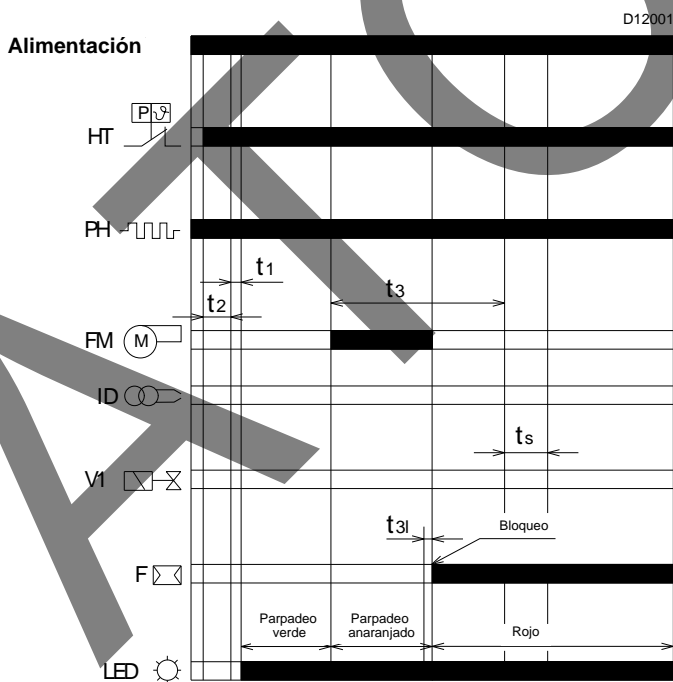 D12001
Alimentación
P ϑ
HT
PH
t1
t2
t3
FM M
ID
ts
V1
t3l
Bloqueo
F
Parpadeo verde
Parpadeo anaranjado
Rojo
LED